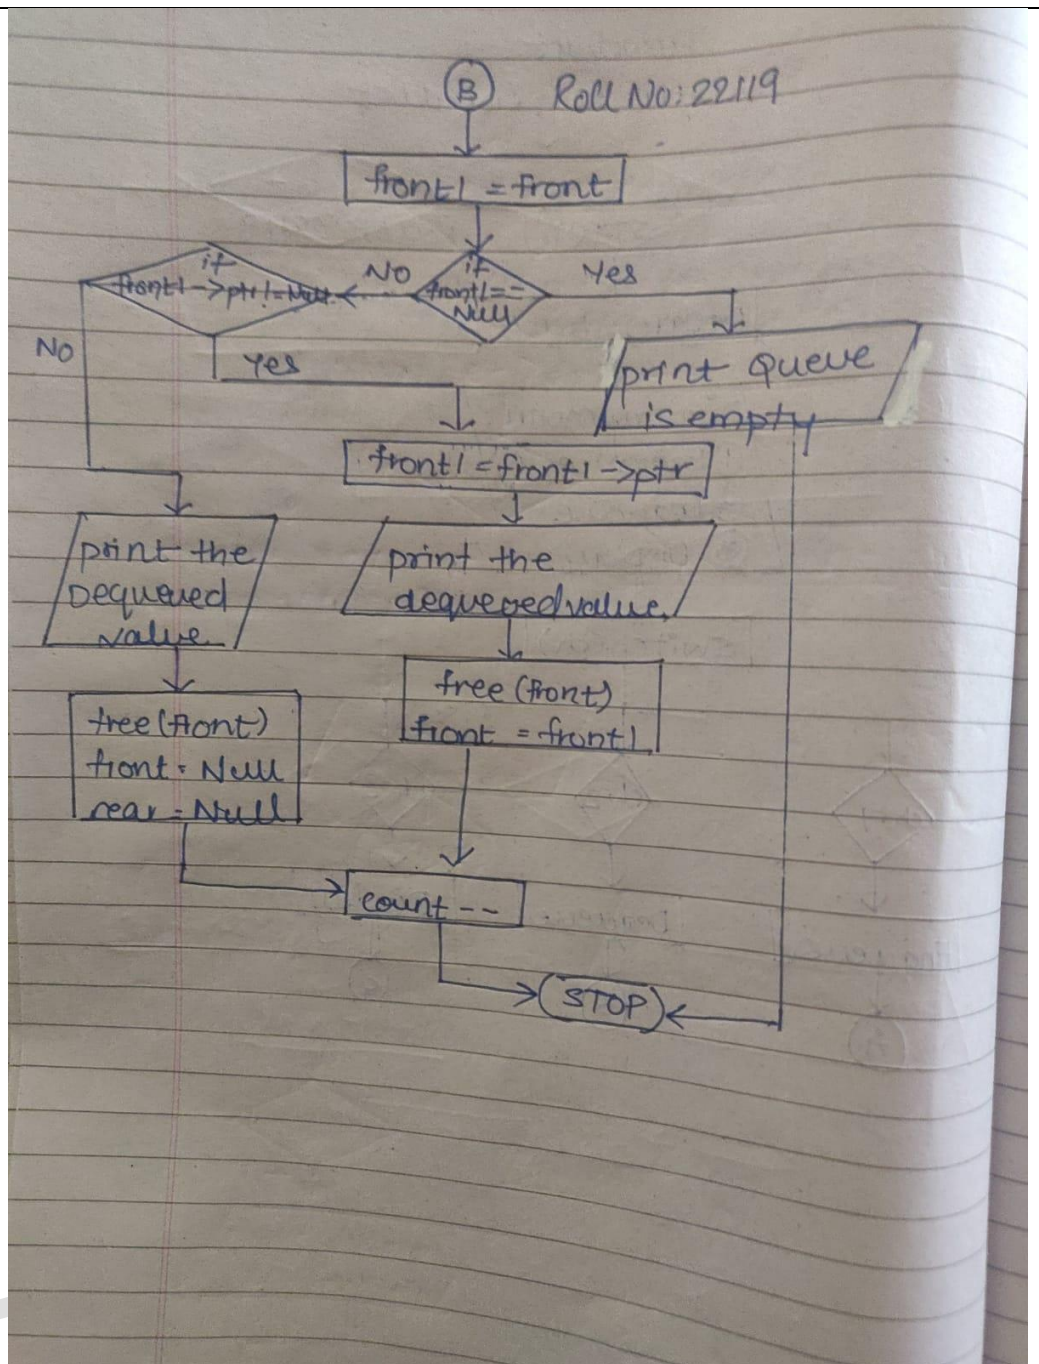 B Roll No: 22119
front1 = front
if
front1->ptr != Null
NO
if
front1==
Null
Yes
NO
Yes
print Queue
is empty
front1 = front1->ptr
print the
Dequeued
value
print the
dequeued value.
free (front)
front = front1
free (front)
front = Null
rear = Null
count --
STOP